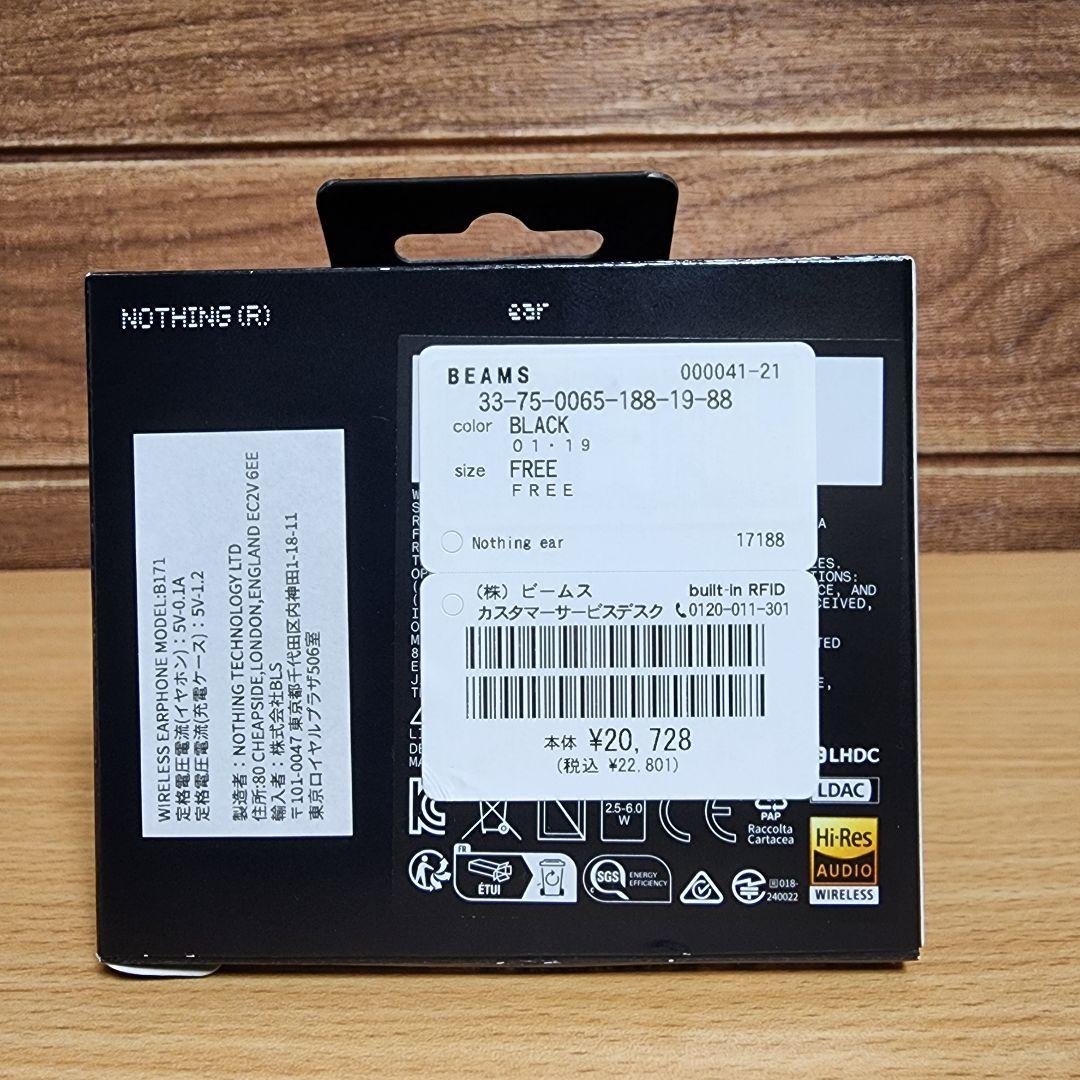 NOTHING (R)
ear
BEAMS 000041-21
33-75-0065-188-19-88
color BLACK
01・19
size FREE
FREE
Nothing ear 17188
(株) ビームス built-in RFID
カスタマーサービスデスク 0120-011-301
本体 ¥20,728
(税込 ¥22,801)
WIRELESS EARPHONE MODEL:B171
定格電圧電流(イヤホン) : 5V⎓0.1A
定格電圧電流(充電ケース) : 5V⎓1.2
製造者 : NOTHING TECHNOLOGY LTD
住所:80 CHEAPSIDE,LONDON,ENGLAND EC2V 6EE
輸入者 : 株式会社BLS
〒101-0047 東京都千代田区内神田1-18-11
東京ロイヤルプラザ506室
TIONS:
CE, AND
CEIVED,
LHDC
LDAC
2.5-6.0
W
CE
PAP
Raccolta
Cartacea
Hi-Res
AUDIO
WIRELESS
FR
ÉTUI
SGS
ENERGY
EFFICIENCY
R 018-
240022